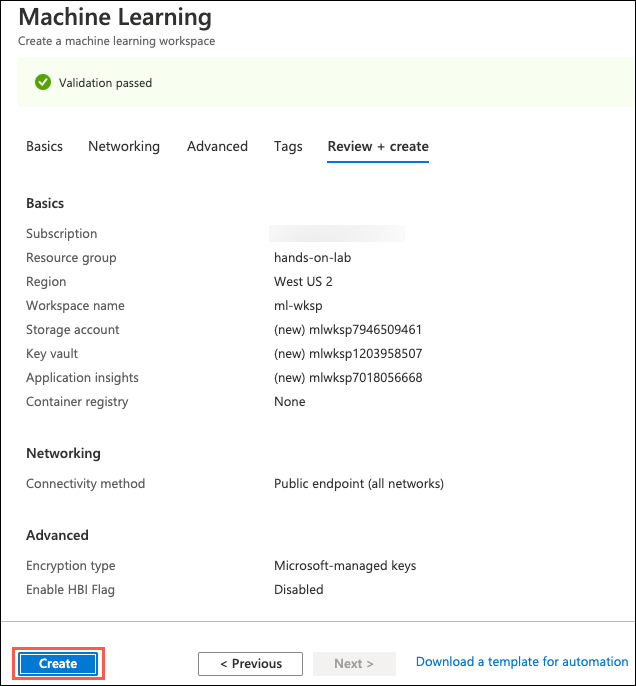 Machine Learning
Create a machine learning workspace
Validation passed
Basics Networking Advanced Tags Review + create
Basics
Subscription
Resource group hands-on-lab
Region West US 2
Workspace name ml-wksp
Storage account (new) mlwksp7946509461
Key vault (new) mlwksp1203958507
Application insights (new) mlwksp7018056668
Container registry None
Networking
Connectivity method Public endpoint (all networks)
Advanced
Encryption type Microsoft-managed keys
Enable HBI Flag Disabled
Create < Previous Next > Download a template for automation